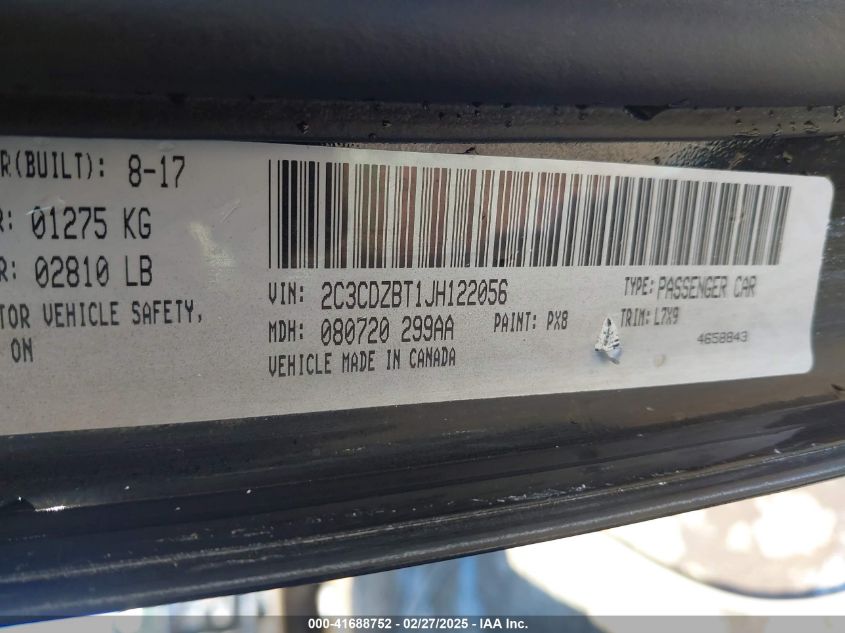 R(BUILT): 8-17
R: 01275 KG
R: 02810 LB
TOR VEHICLE SAFETY,
ON
VIN: 2C3CDZBT1JH122056
TYPE: PASSENGER CAR
MDH: 080720 299AA
PAINT: PX8
TRIM: L7X9
VEHICLE MADE IN CANADA
4658843
000-41688752 - 02/27/2025 - IAA Inc.